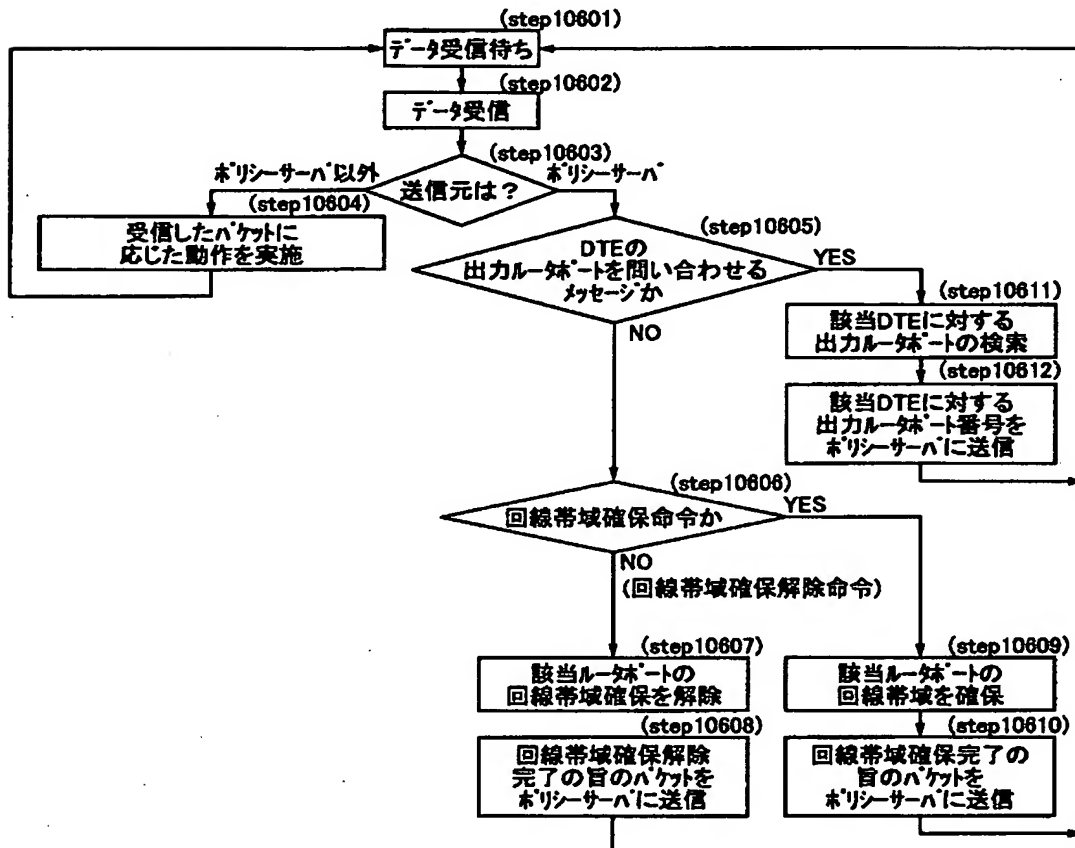 (step10601)
データ受信待ち
(step10602)
データ受信
(step10603)
ポリシーサーバ以外
送信元は?
ポリシーサーバ
(step10604)
受信したパケットに
応じた動作を実施
(step10605)
DTEの
出力ルータポートを問い合わせる
メッセージか
YES
NO
(step10611)
該当DTEに対する
出力ルータポートの検索
(step10612)
該当DTEに対する
出力ルータポート番号を
ポリシーサーバに送信
(step10606)
回線帯域確保命令か
YES
NO
(回線帯域確保解除命令)
(step10607)
該当ルータポートの
回線帯域確保を解除
(step10609)
該当ルータポートの
回線帯域を確保
(step10608)
回線帯域確保解除
完了の旨のパケットを
ポリシーサーバに送信
(step10610)
回線帯域確保完了の
旨のパケットを
ポリシーサーバに送信